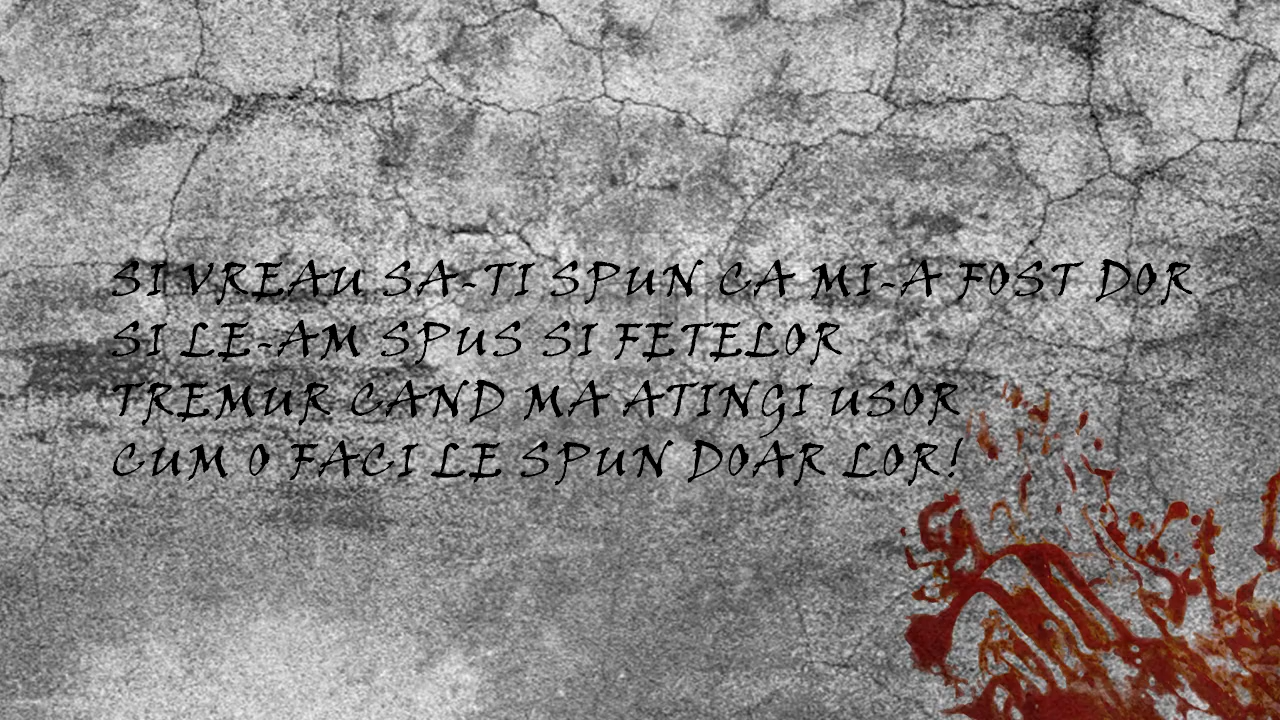 SI VREAU SA-TI SPUN CA MI-A FOST DOR
SI LE-AM SPUS SI FETELOR
TREMUR CAND MA ATINGI USOR
CUM O FACI LE SPUN DOAR LOR!